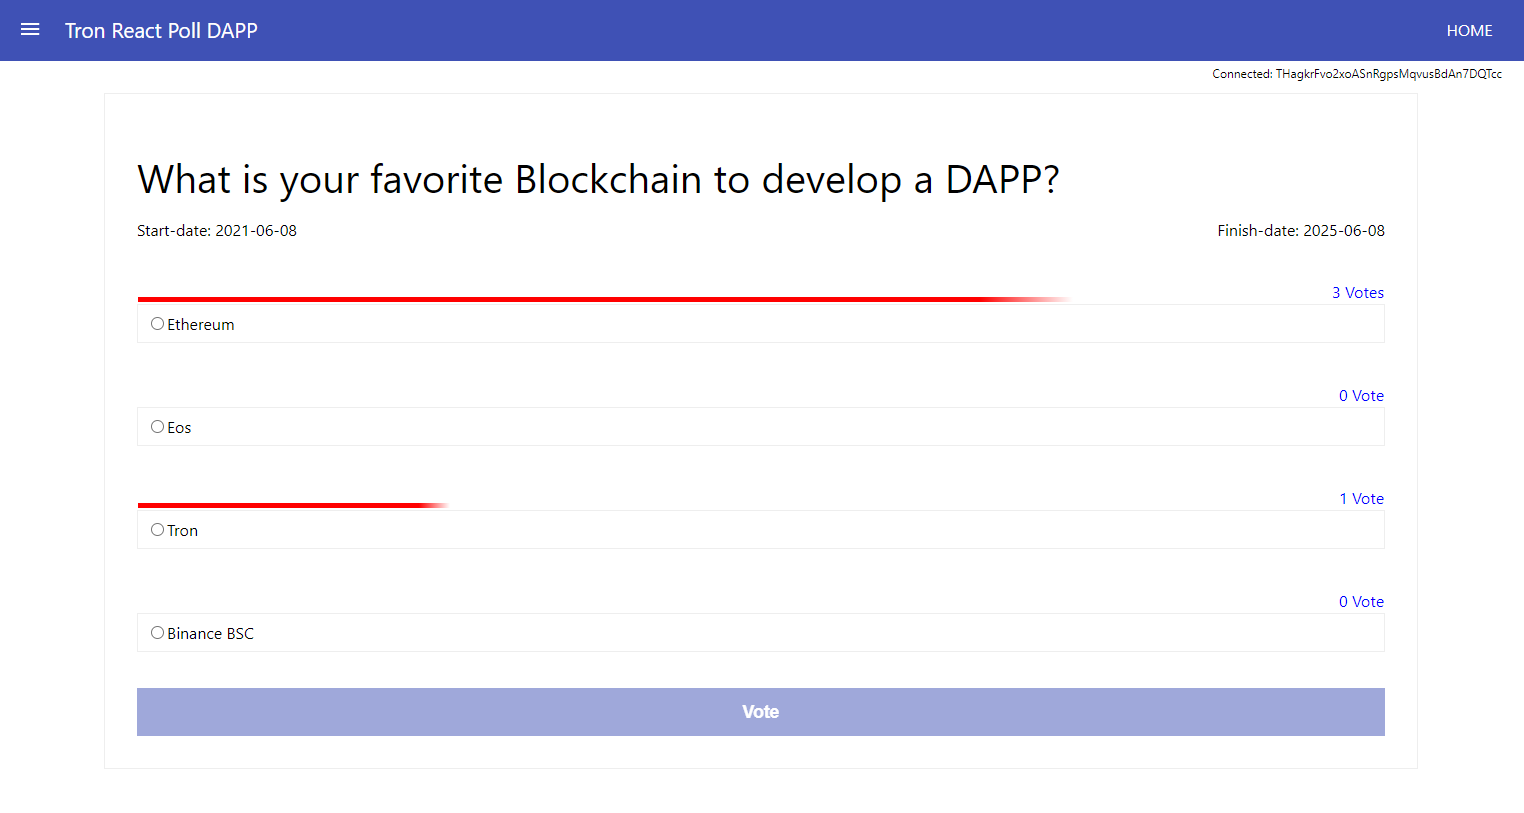 Tron React Poll DAPP
HOME
Connected: THagkrFvo2xoASnRgpsMqvusBdAn7DQTcc
What is your favorite Blockchain to develop a DAPP?
Start-date: 2021-06-08
Finish-date: 2025-06-08
3 Votes
Ethereum
0 Vote
Eos
1 Vote
Tron
0 Vote
Binance BSC
Vote